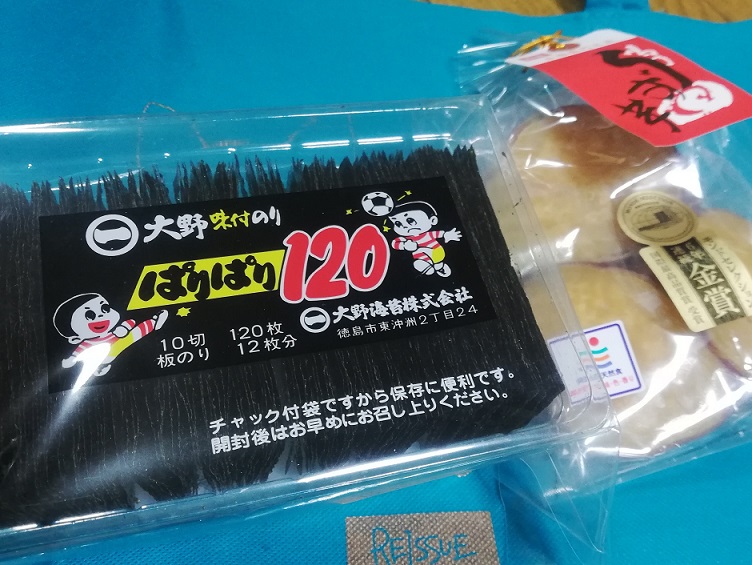 大野味付のり
ぱりぱり120
大野海苔株式会社
徳島市東沖洲2丁目24
10切 120枚
板のり 12枚分
チャック付袋ですから保存に便利です。
開封後はお早めにお召し上りください。
金賞
天然食
REISSUE